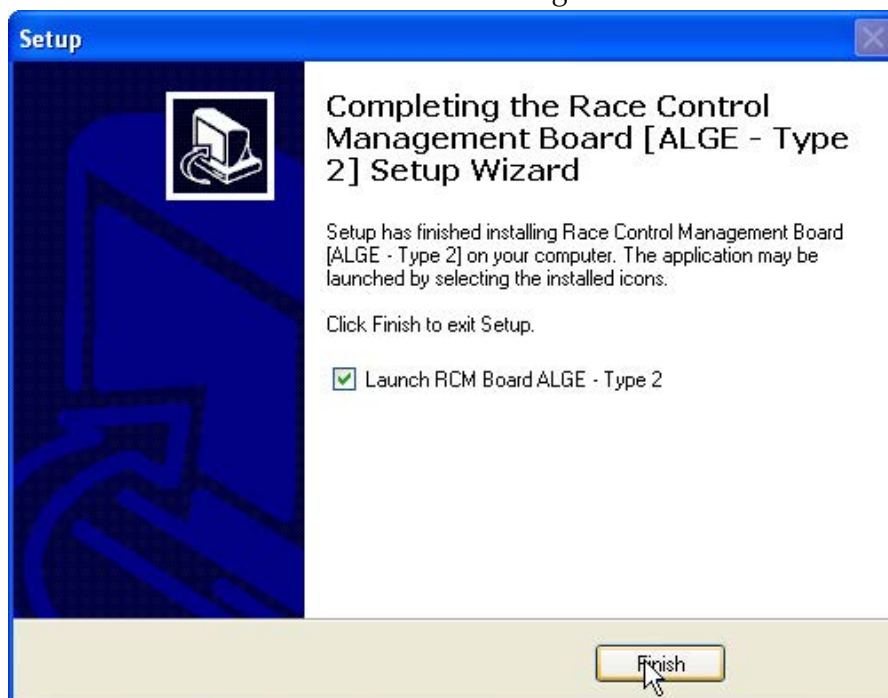 Setup
Completing the Race Control
Management Board [ALGE - Type
2] Setup Wizard
Setup has finished installing Race Control Management Board
[ALGE - Type 2] on your computer. The application may be
launched by selecting the installed icons.
Click Finish to exit Setup.
Launch RCM Board ALGE - Type 2
Finish